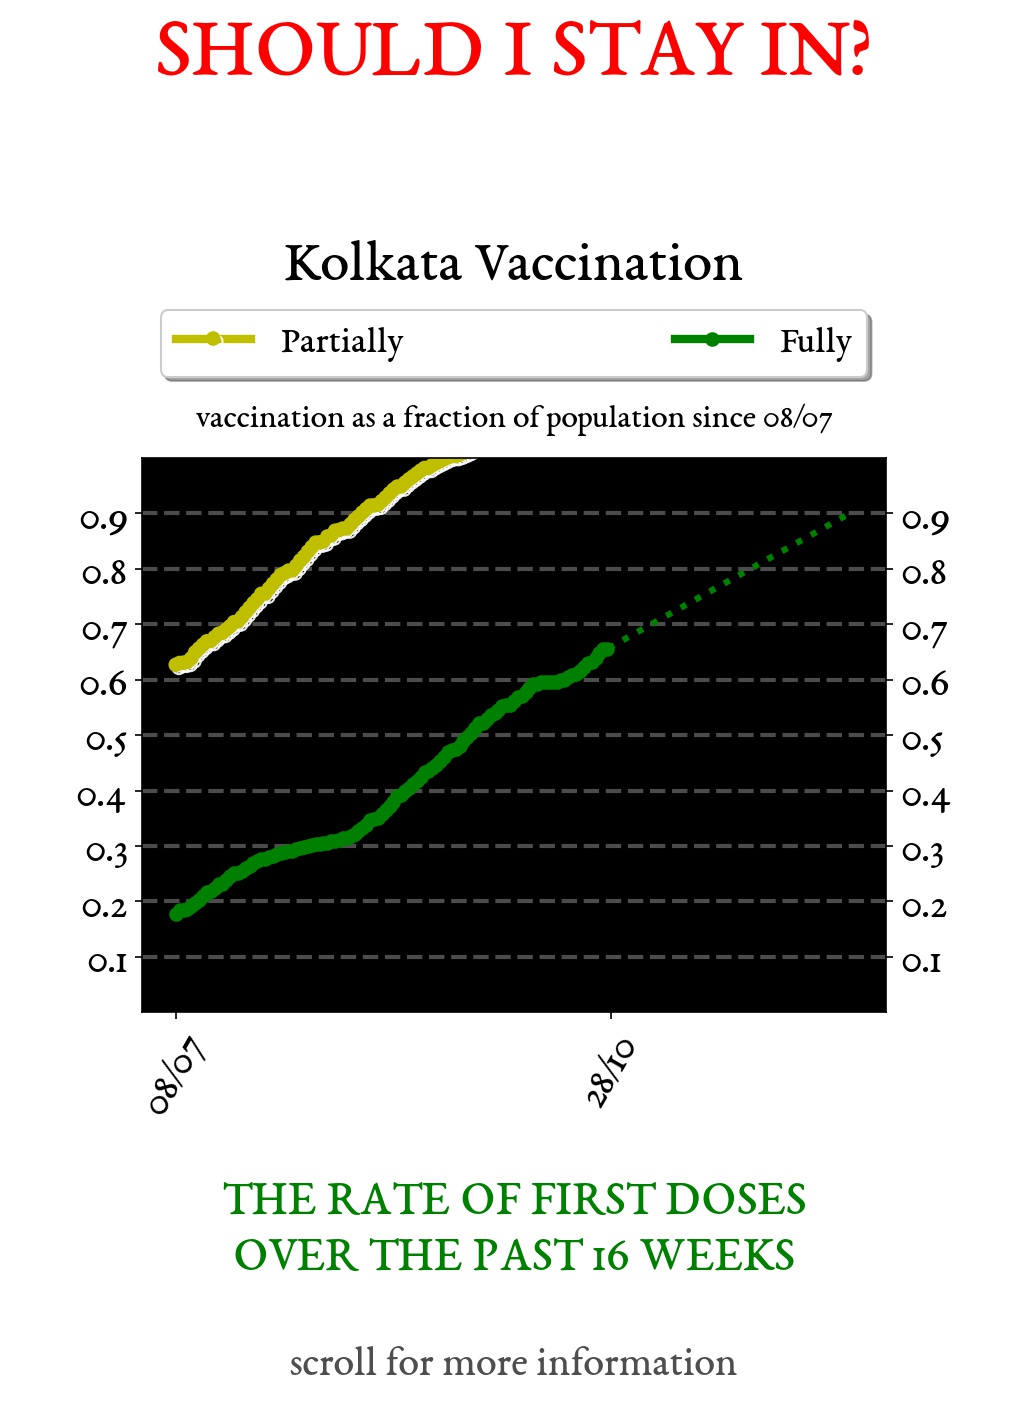 SHOULD I STAY IN?
Kolkata Vaccination
Partially Fully
vaccination as a fraction of population since 08/07
0.9 0.9
0.8 0.8
0.7 0.7
0.6 0.6
0.5 0.5
0.4 0.4
0.3 0.3
0.2 0.2
0.1 0.1
08/07 28/10
THE RATE OF FIRST DOSES
OVER THE PAST 16 WEEKS
scroll for more information